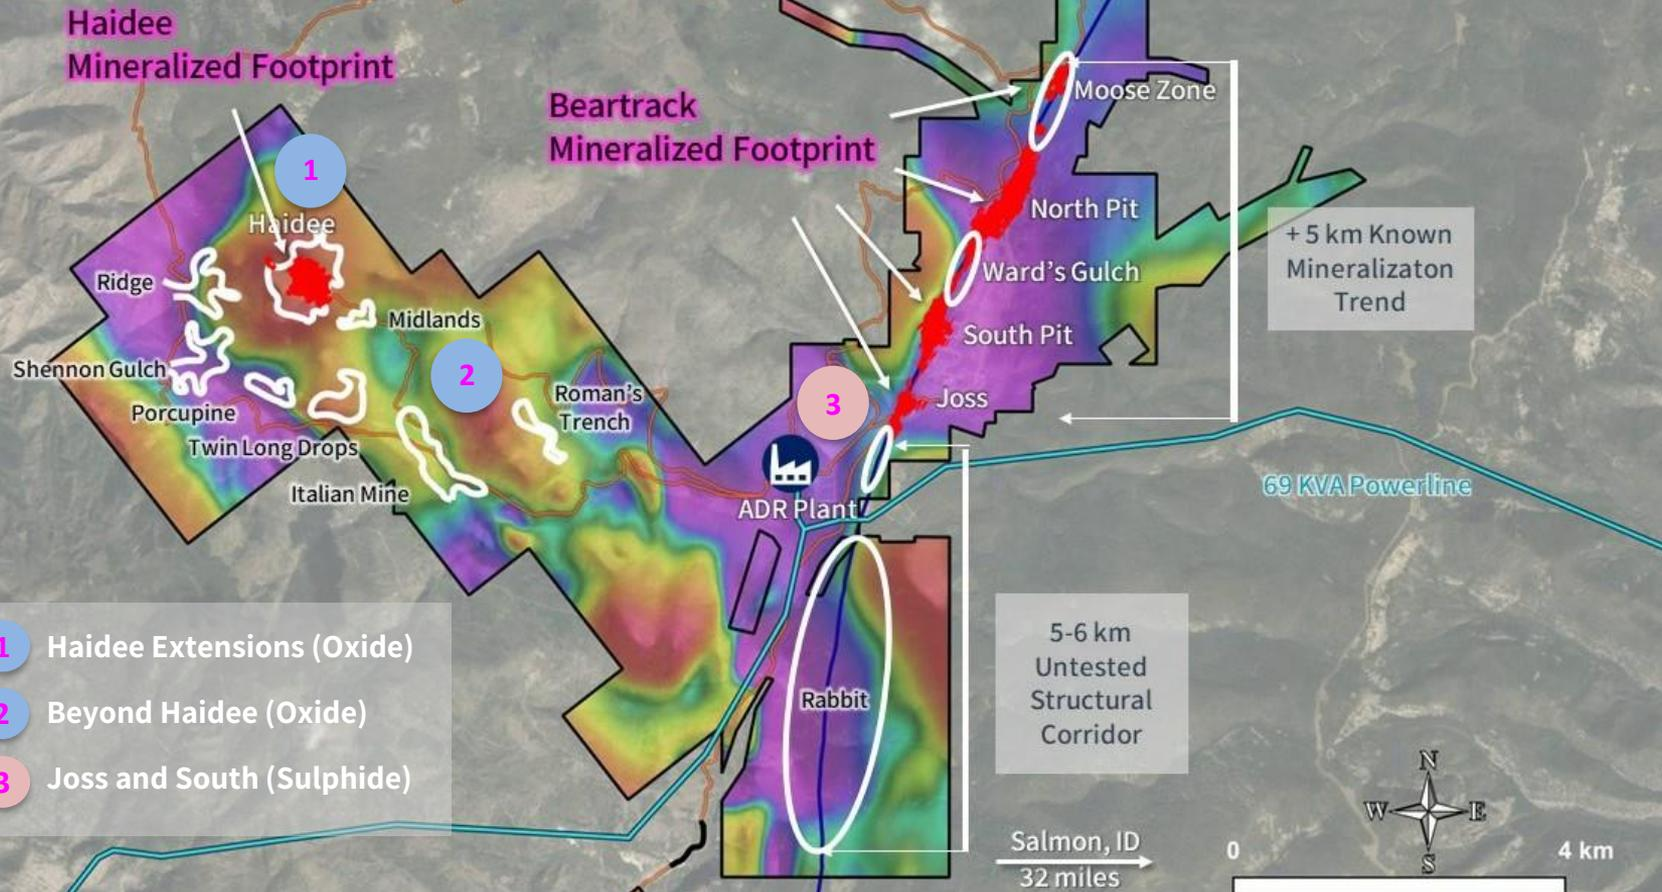 Haidee
Mineralized Footprint
Beartrack
Mineralized Footprint
Moose Zone
North Pit
Ward's Gulch
South Pit
Joss
+ 5 km Known
Mineralizaton
Trend
1
Haidee
Ridge
Midlands
Shennon Gulch
Porcupine
Twin Long Drops
Italian Mine
2
Roman's
Trench
3
ADR Plant
69 KVA Powerline
1 Haidee Extensions (Oxide)
2 Beyond Haidee (Oxide)
3 Joss and South (Sulphide)
Rabbit
5-6 km
Untested
Structural
Corridor
Salmon, ID
32 miles
N
W E
S
0 4 km